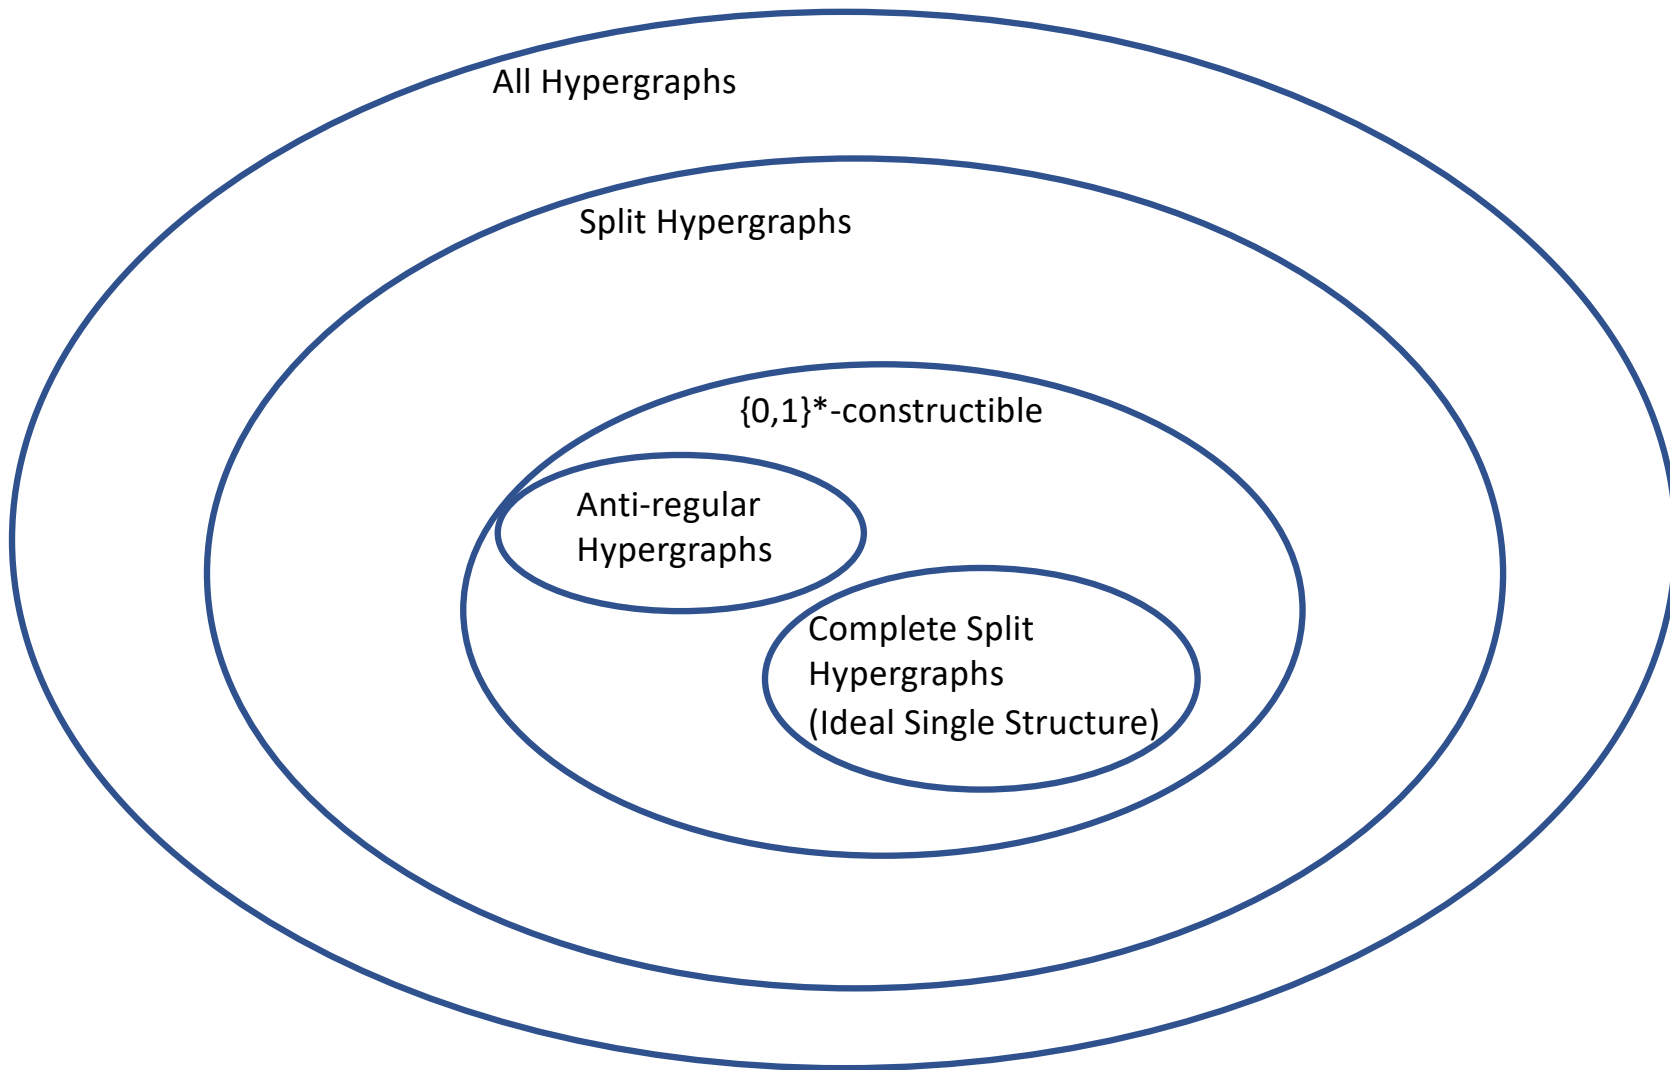 All Hypergraphs
Split Hypergraphs
{0,1}*-constructible
Anti-regular
Hypergraphs
Complete Split
Hypergraphs
(Ideal Single Structure)